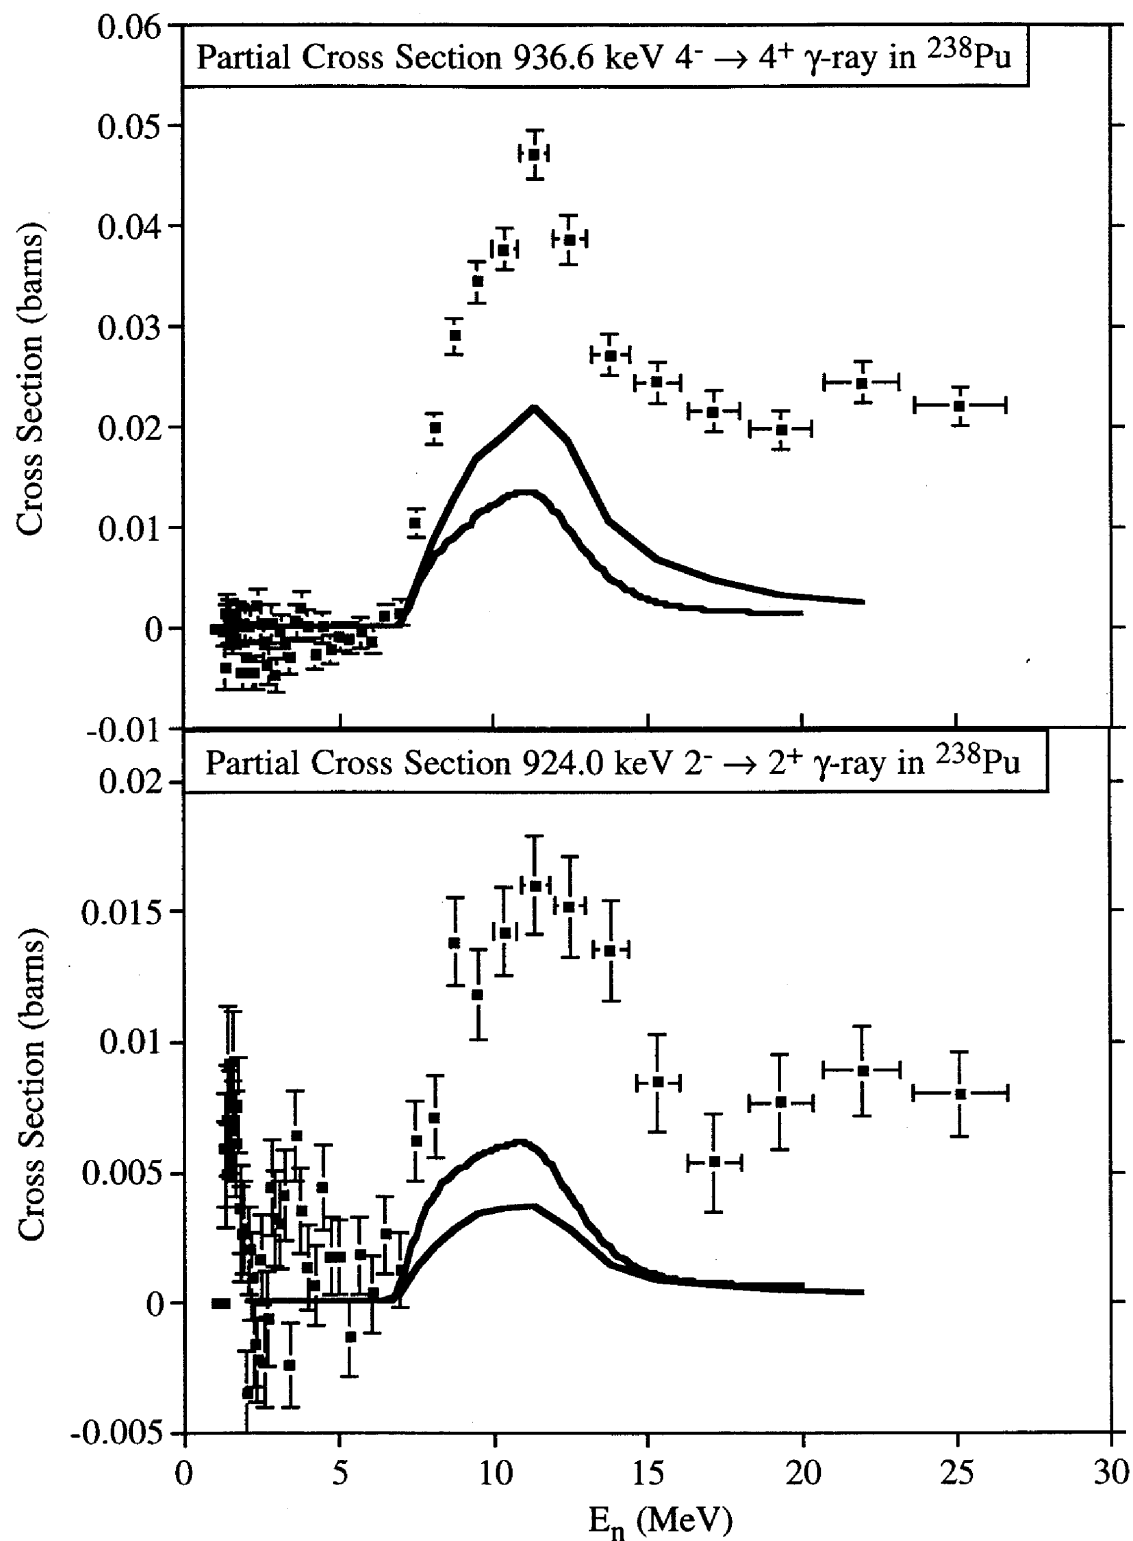 0.06
Partial Cross Section 936.6 keV 4⁻ → 4⁺ γ-ray in ²³⁸Pu
0.05
0.04
0.03
0.02
0.01
0
-0.01
Cross Section (barns)
Partial Cross Section 924.0 keV 2⁻ → 2⁺ γ-ray in ²³⁸Pu
0.02
0.015
0.01
0.005
0
-0.005
Cross Section (barns)
0 5 10 15 20 25 30
Eₙ (MeV)